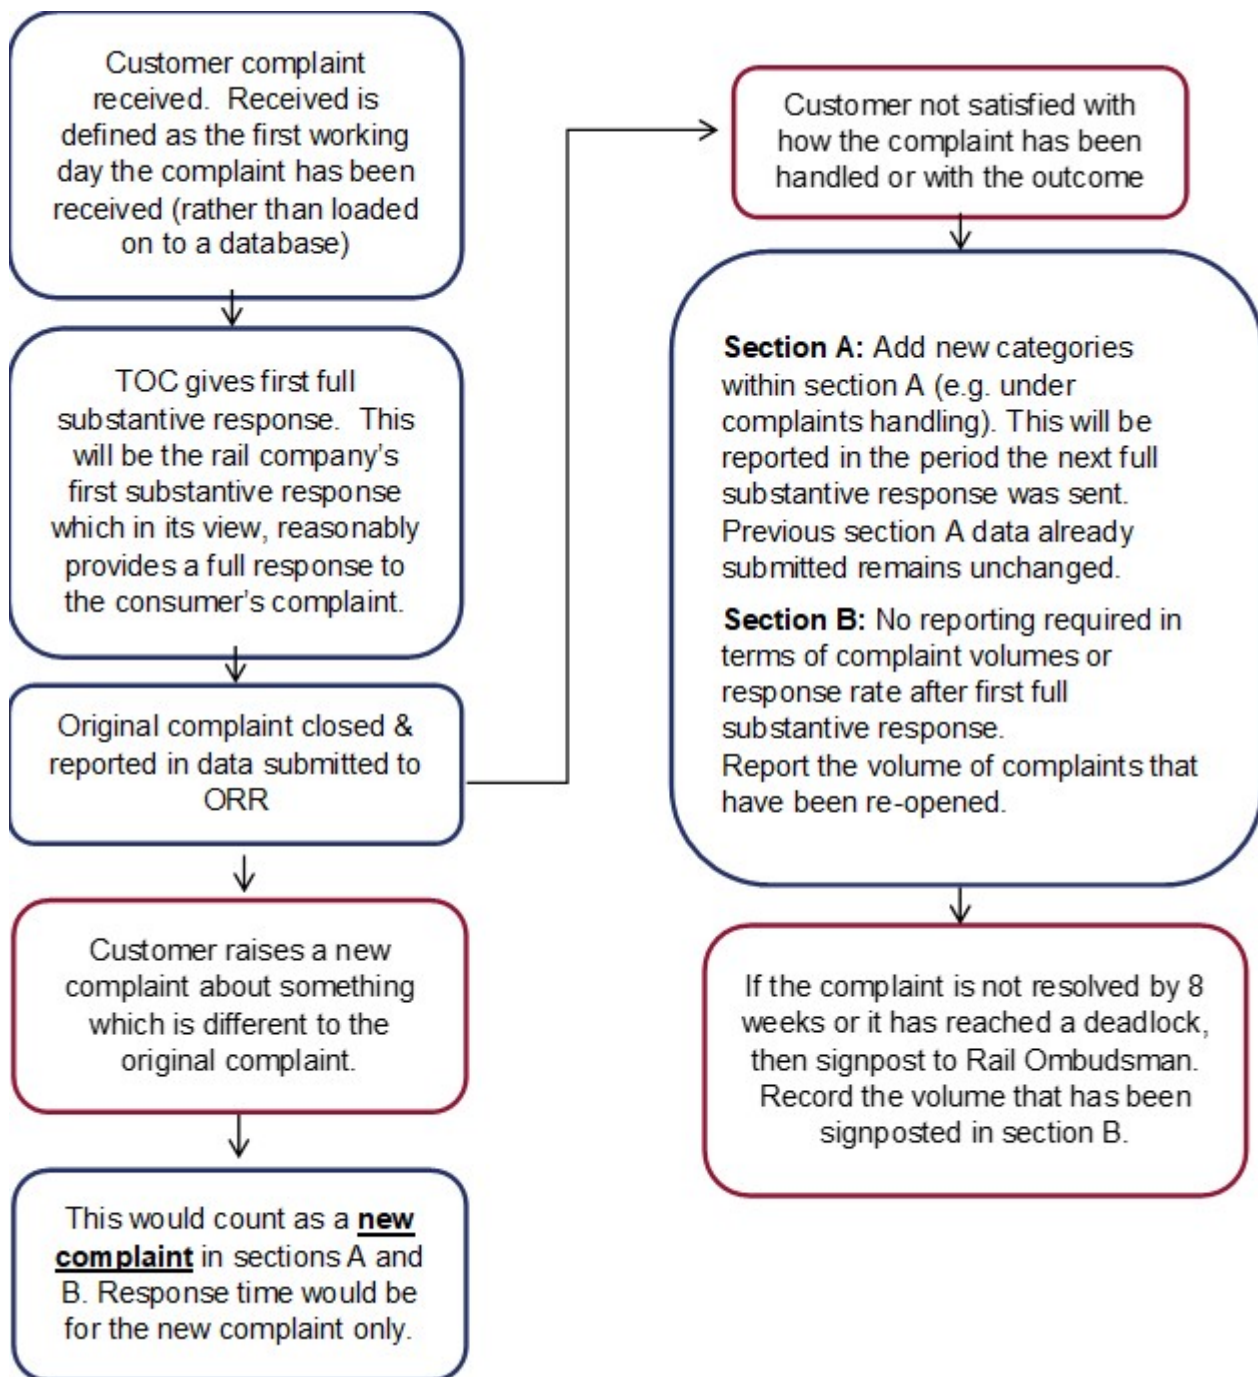 Customer complaint
received.  Received is
defined as the first working
day the complaint has been
received (rather than loaded
on to a database)
TOC gives first full
substantive response.  This
will be the rail company’s
first substantive response
which in its view, reasonably
provides a full response to
the consumer’s complaint.
Original complaint closed &
reported in data submitted to
ORR
Customer raises a new
complaint about something
which is different to the
original complaint.
This would count as a new
complaint in sections A and
B. Response time would be
for the new complaint only.
Customer not satisfied with
how the complaint has been
handled or with the outcome
Section A: Add new categories
within section A (e.g. under
complaints handling). This will be
reported in the period the next full
substantive response was sent.
Previous section A data already
submitted remains unchanged.
Section B: No reporting required in
terms of complaint volumes or
response rate after first full
substantive response.
Report the volume of complaints that
have been re-opened.
If the complaint is not resolved by 8
weeks or it has reached a deadlock,
then signpost to Rail Ombudsman.
Record the volume that has been
signposted in section B.